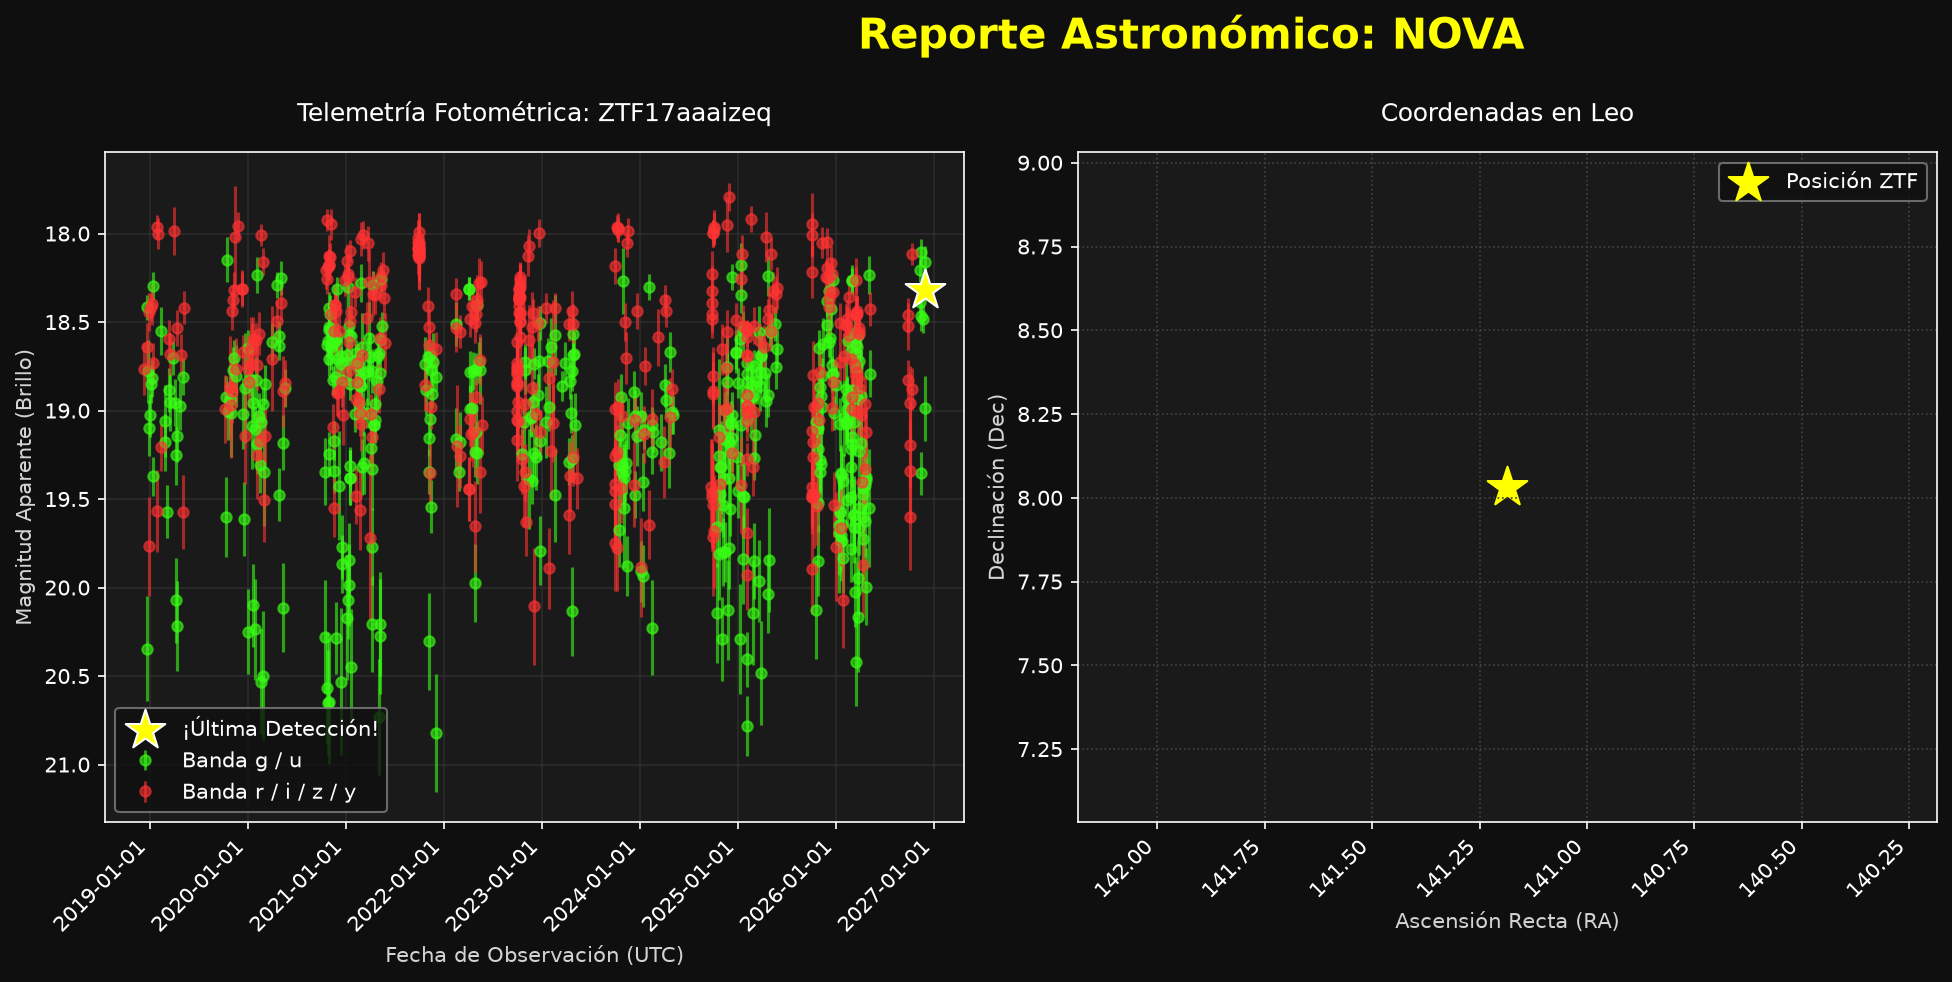 Reporte Astronómico: NOVA
Telemetría Fotométrica: ZTF17aaaizeq
Magnitud Aparente (Brillo)
18.0
18.5
19.0
19.5
20.0
20.5
21.0
¡Última Detección!
Banda g / u
Banda r / i / z / y
2019-01-01
2020-01-01
2021-01-01
2022-01-01
2023-01-01
2024-01-01
2025-01-01
2026-01-01
2027-01-01
Fecha de Observación (UTC)
Coordenadas en Leo
Declinación (Dec)
9.00
8.75
8.50
8.25
8.00
7.75
7.50
7.25
Posición ZTF
142.00
141.75
141.50
141.25
141.00
140.75
140.50
140.25
Ascensión Recta (RA)